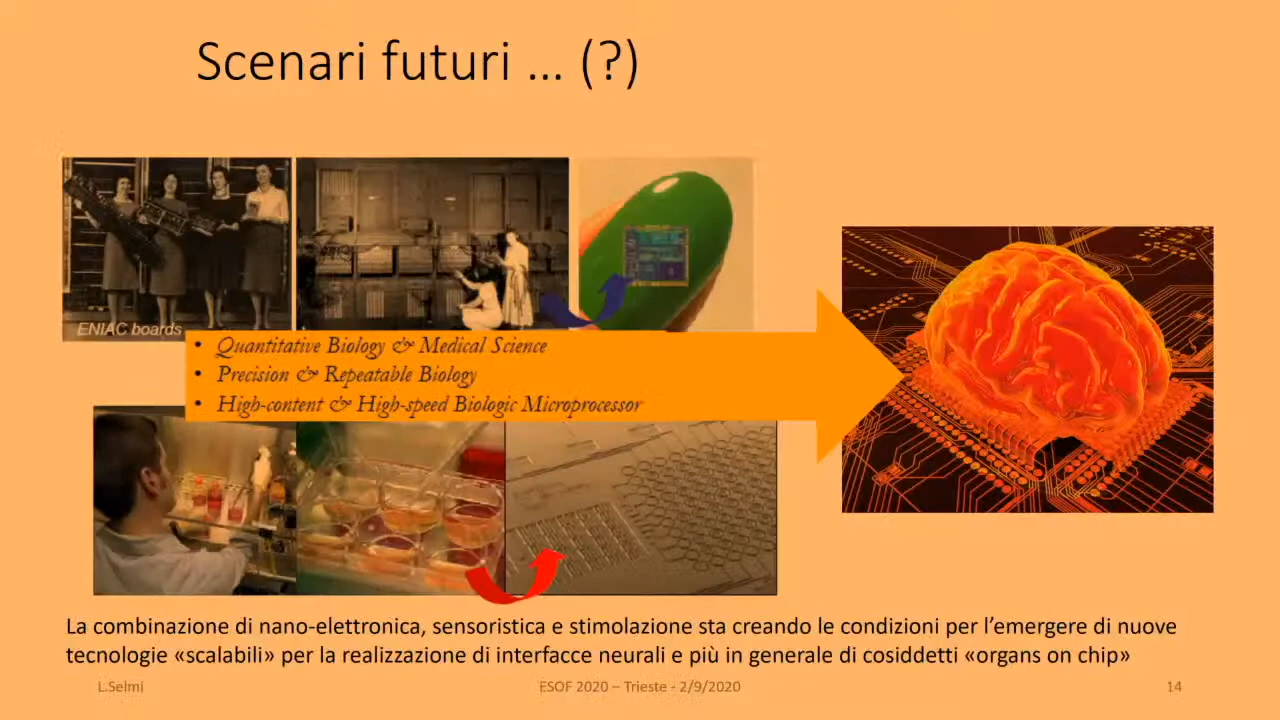 Scenari futuri … (?)
ENIAC boards
• Quantitative Biology & Medical Science
• Precision & Repeatable Biology
• High-content & High-speed Biologic Microprocessor
La combinazione di nano-elettronica, sensoristica e stimolazione sta creando le condizioni per l’emergere di nuove
tecnologie «scalabili» per la realizzazione di interfacce neurali e più in generale di cosiddetti «organs on chip»
L.Selmi
ESOF 2020 – Trieste - 2/9/2020
14